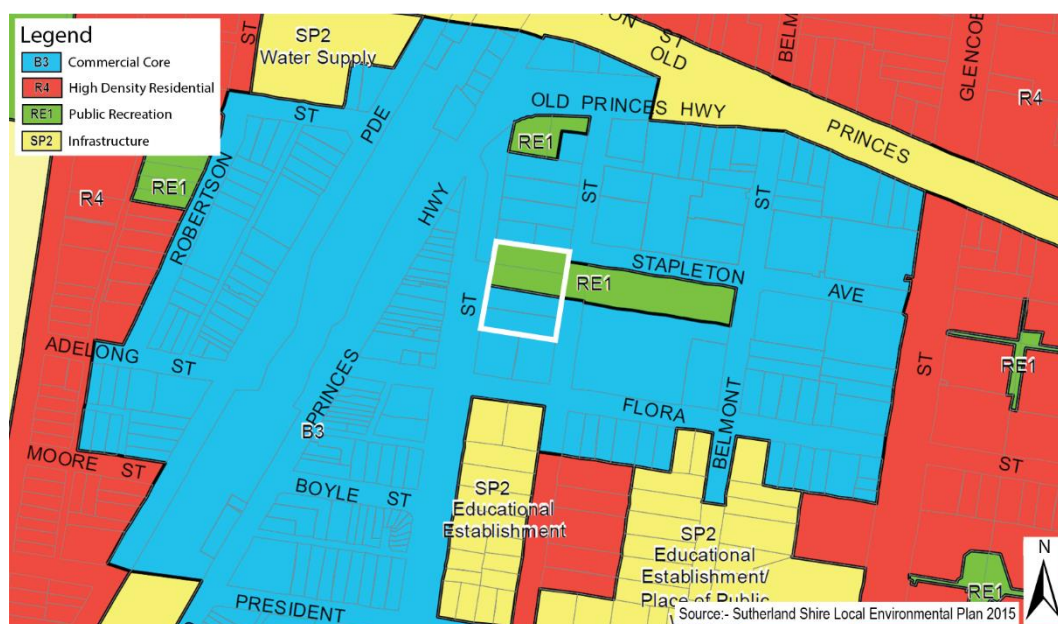 Legend
B3 Commercial Core
R4 High Density Residential
RE1 Public Recreation
SP2 Infrastructure
SP2
Water Supply
ST
ST
PDE
ST
OLD
OLD PRINCES HWY
PRINCES
BELM
GLENCOE
R4
RE1
RE1
R4
ROBERTSON
HWY
ST
ST
STAPLETON
AVE
RE1
ST
ADELONG ST
PRINCES
B3
FLORA
BELMONT
ST
RE1
MOORE ST
BOYLE ST
SP2
Educational
Establishment
SP2
Educational
Establishment/
Place of Public
ST
RE1
RE1
PRESIDENT
N
Source:- Sutherland Shire Local Environmental Plan 2015